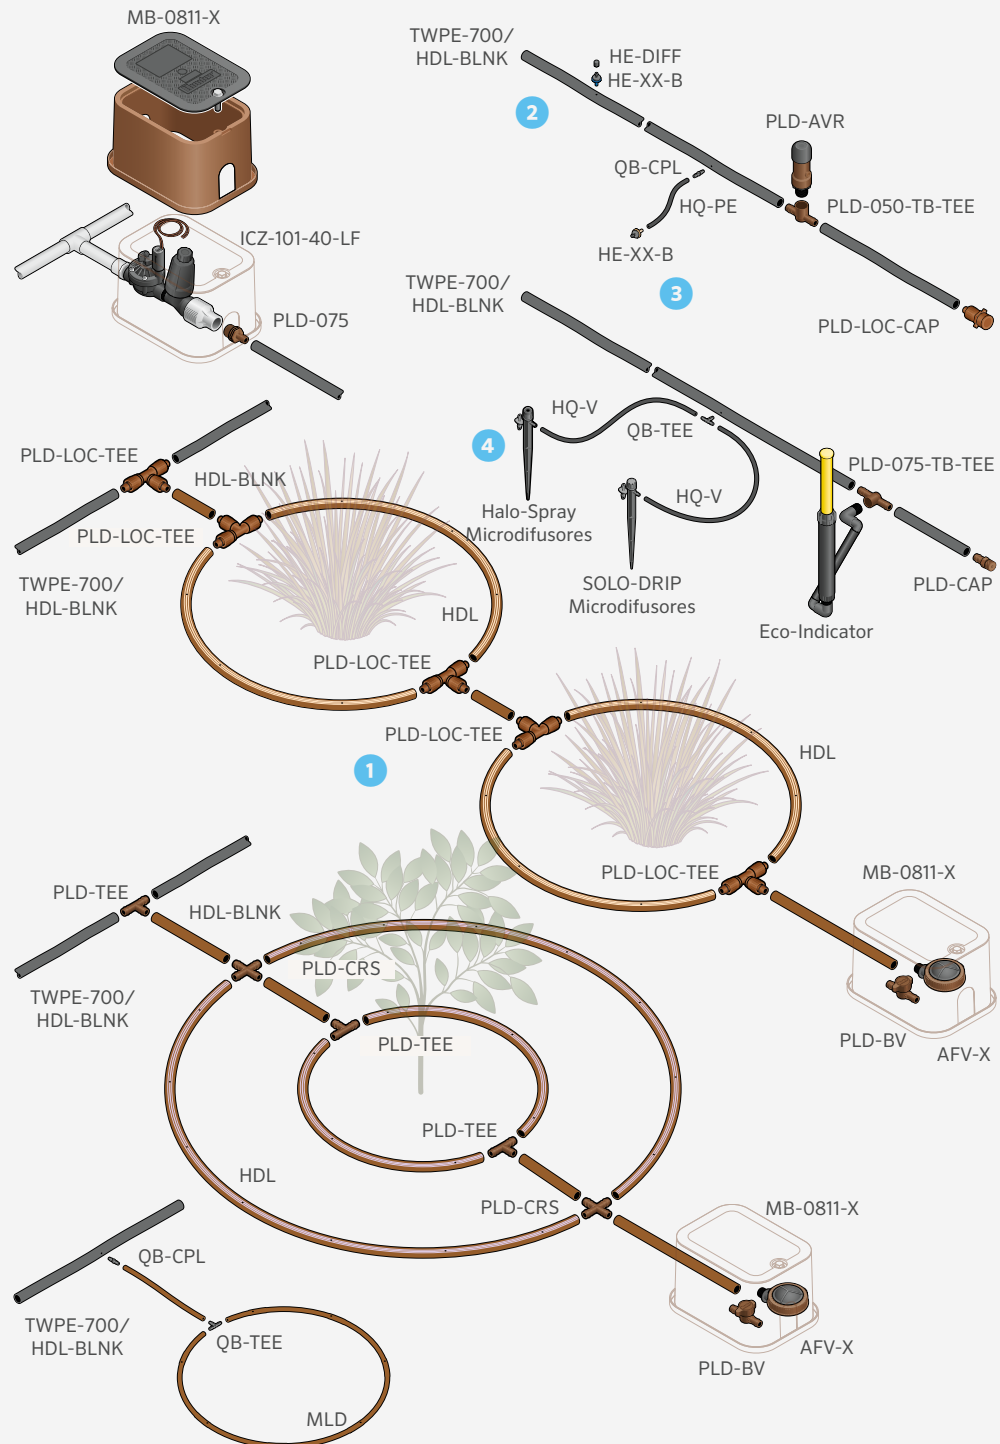 MB-0811-X
ICZ-101-40-LF
PLD-075
TWPE-700/
HDL-BLNK
HE-DIFF
HE-XX-B
2
PLD-AVR
QB-CPL
HQ-PE
PLD-050-TB-TEE
HE-XX-B
3
PLD-LOC-CAP
TWPE-700/
HDL-BLNK
HQ-V
QB-TEE
4
PLD-075-TB-TEE
HQ-V
Halo-Spray
Microdifusores
SOLO-DRIP
Microdifusores
PLD-CAP
Eco-Indicator
PLD-LOC-TEE
HDL-BLNK
PLD-LOC-TEE
TWPE-700/
HDL-BLNK
HDL
PLD-LOC-TEE
PLD-LOC-TEE
1
HDL
PLD-LOC-TEE
MB-0811-X
PLD-BV
AFV-X
PLD-TEE
HDL-BLNK
PLD-CRS
TWPE-700/
HDL-BLNK
PLD-TEE
PLD-TEE
HDL
PLD-CRS
MB-0811-X
AFV-X
PLD-BV
QB-CPL
TWPE-700/
HDL-BLNK
QB-TEE
MLD